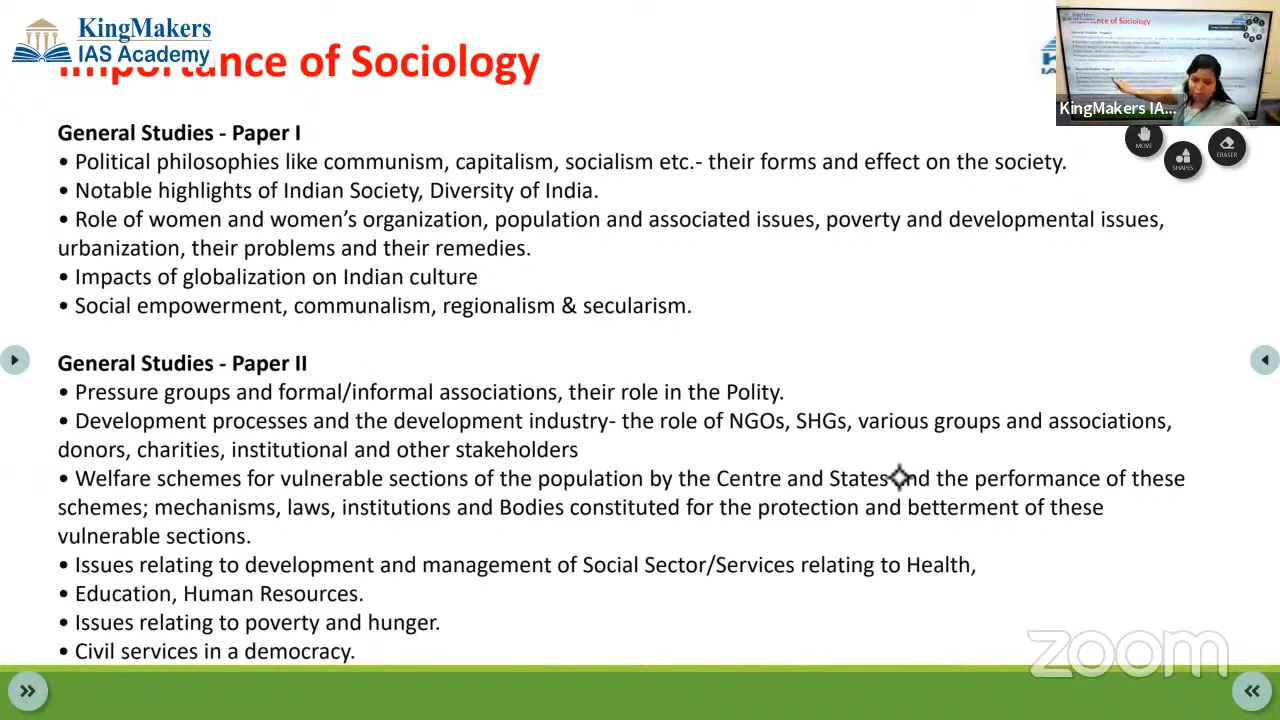 KingMakers
IAS Academy
Importance of Sociology
General Studies - Paper I
• Political philosophies like communism, capitalism, socialism etc.- their forms and effect on the society.
• Notable highlights of Indian Society, Diversity of India.
• Role of women and women’s organization, population and associated issues, poverty and developmental issues,
urbanization, their problems and their remedies.
• Impacts of globalization on Indian culture
• Social empowerment, communalism, regionalism & secularism.
General Studies - Paper II
• Pressure groups and formal/informal associations, their role in the Polity.
• Development processes and the development industry- the role of NGOs, SHGs, various groups and associations,
donors, charities, institutional and other stakeholders
• Welfare schemes for vulnerable sections of the population by the Centre and States and the performance of these
schemes; mechanisms, laws, institutions and Bodies constituted for the protection and betterment of these
vulnerable sections.
• Issues relating to development and management of Social Sector/Services relating to Health,
• Education, Human Resources.
• Issues relating to poverty and hunger.
• Civil services in a democracy.
KingMakers IA...
MOVE
SHAPES
ERASER
zoom